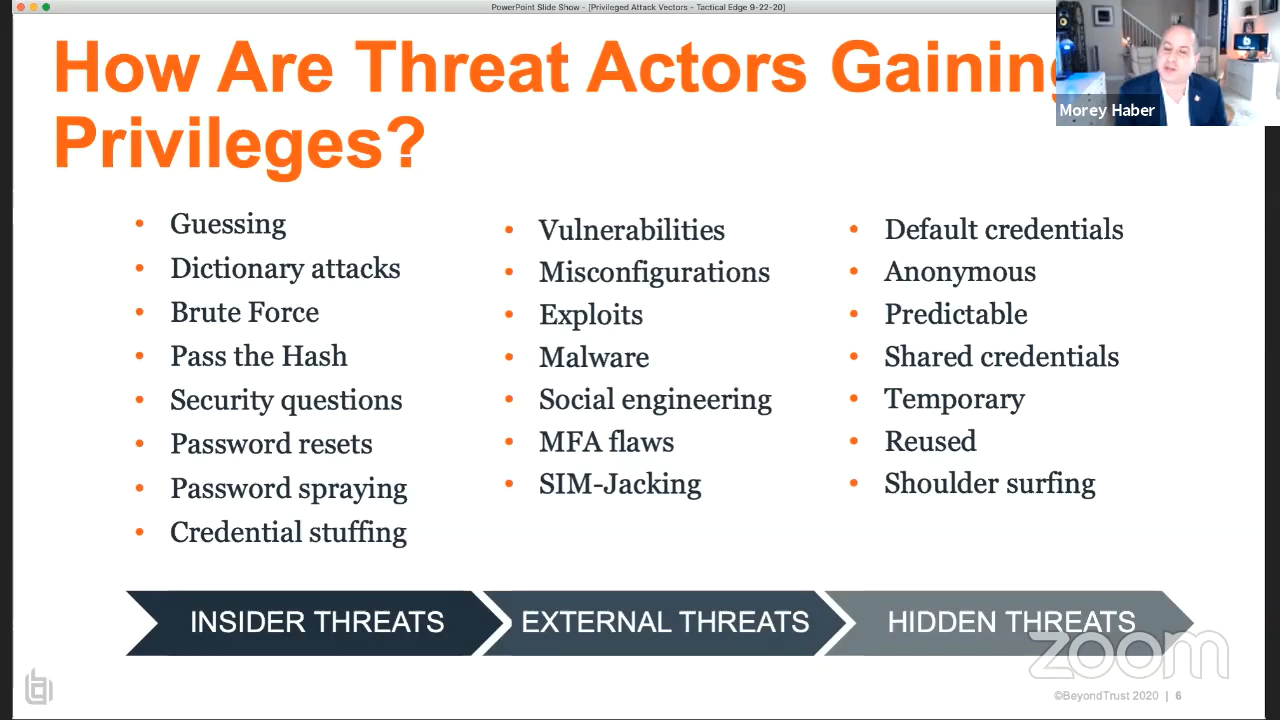 PowerPoint Slide Show - [Privileged Attack Vectors - Tactical Edge 9-22-20]
How Are Threat Actors Gaining
Privileges?
Morey Haber
• Guessing
• Dictionary attacks
• Brute Force
• Pass the Hash
• Security questions
• Password resets
• Password spraying
• Credential stuffing
• Vulnerabilities
• Misconfigurations
• Exploits
• Malware
• Social engineering
• MFA flaws
• SIM-Jacking
• Default credentials
• Anonymous
• Predictable
• Shared credentials
• Temporary
• Reused
• Shoulder surfing
INSIDER THREATS
EXTERNAL THREATS
HIDDEN THREATS
zoom
©BeyondTrust 2020 | 6